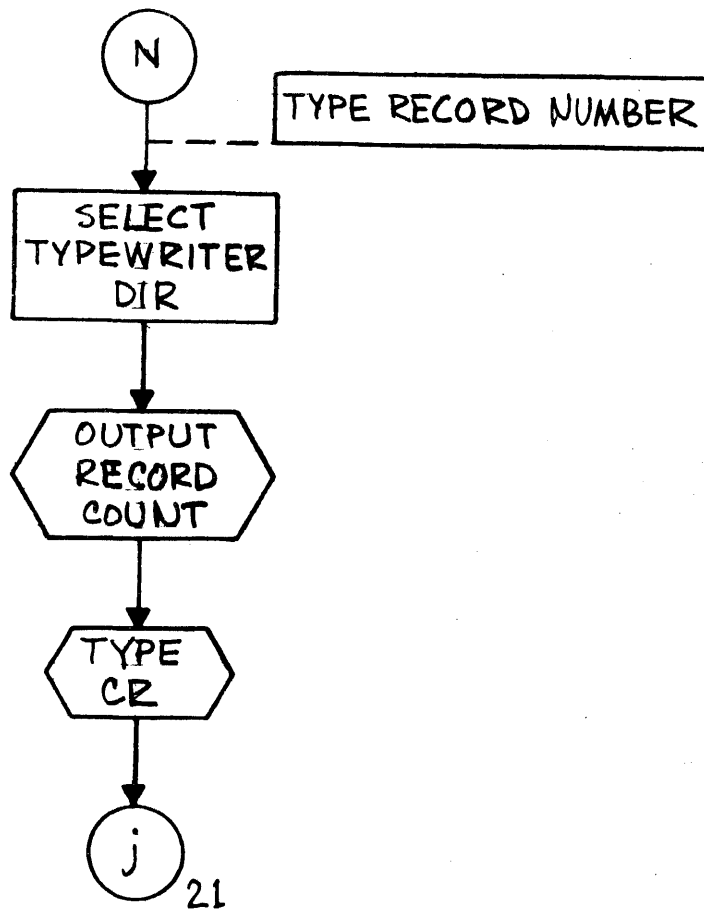 N
TYPE RECORD NUMBER
SELECT
TYPEWRITER
DIR
OUTPUT
RECORD
COUNT
TYPE
CR
j
21